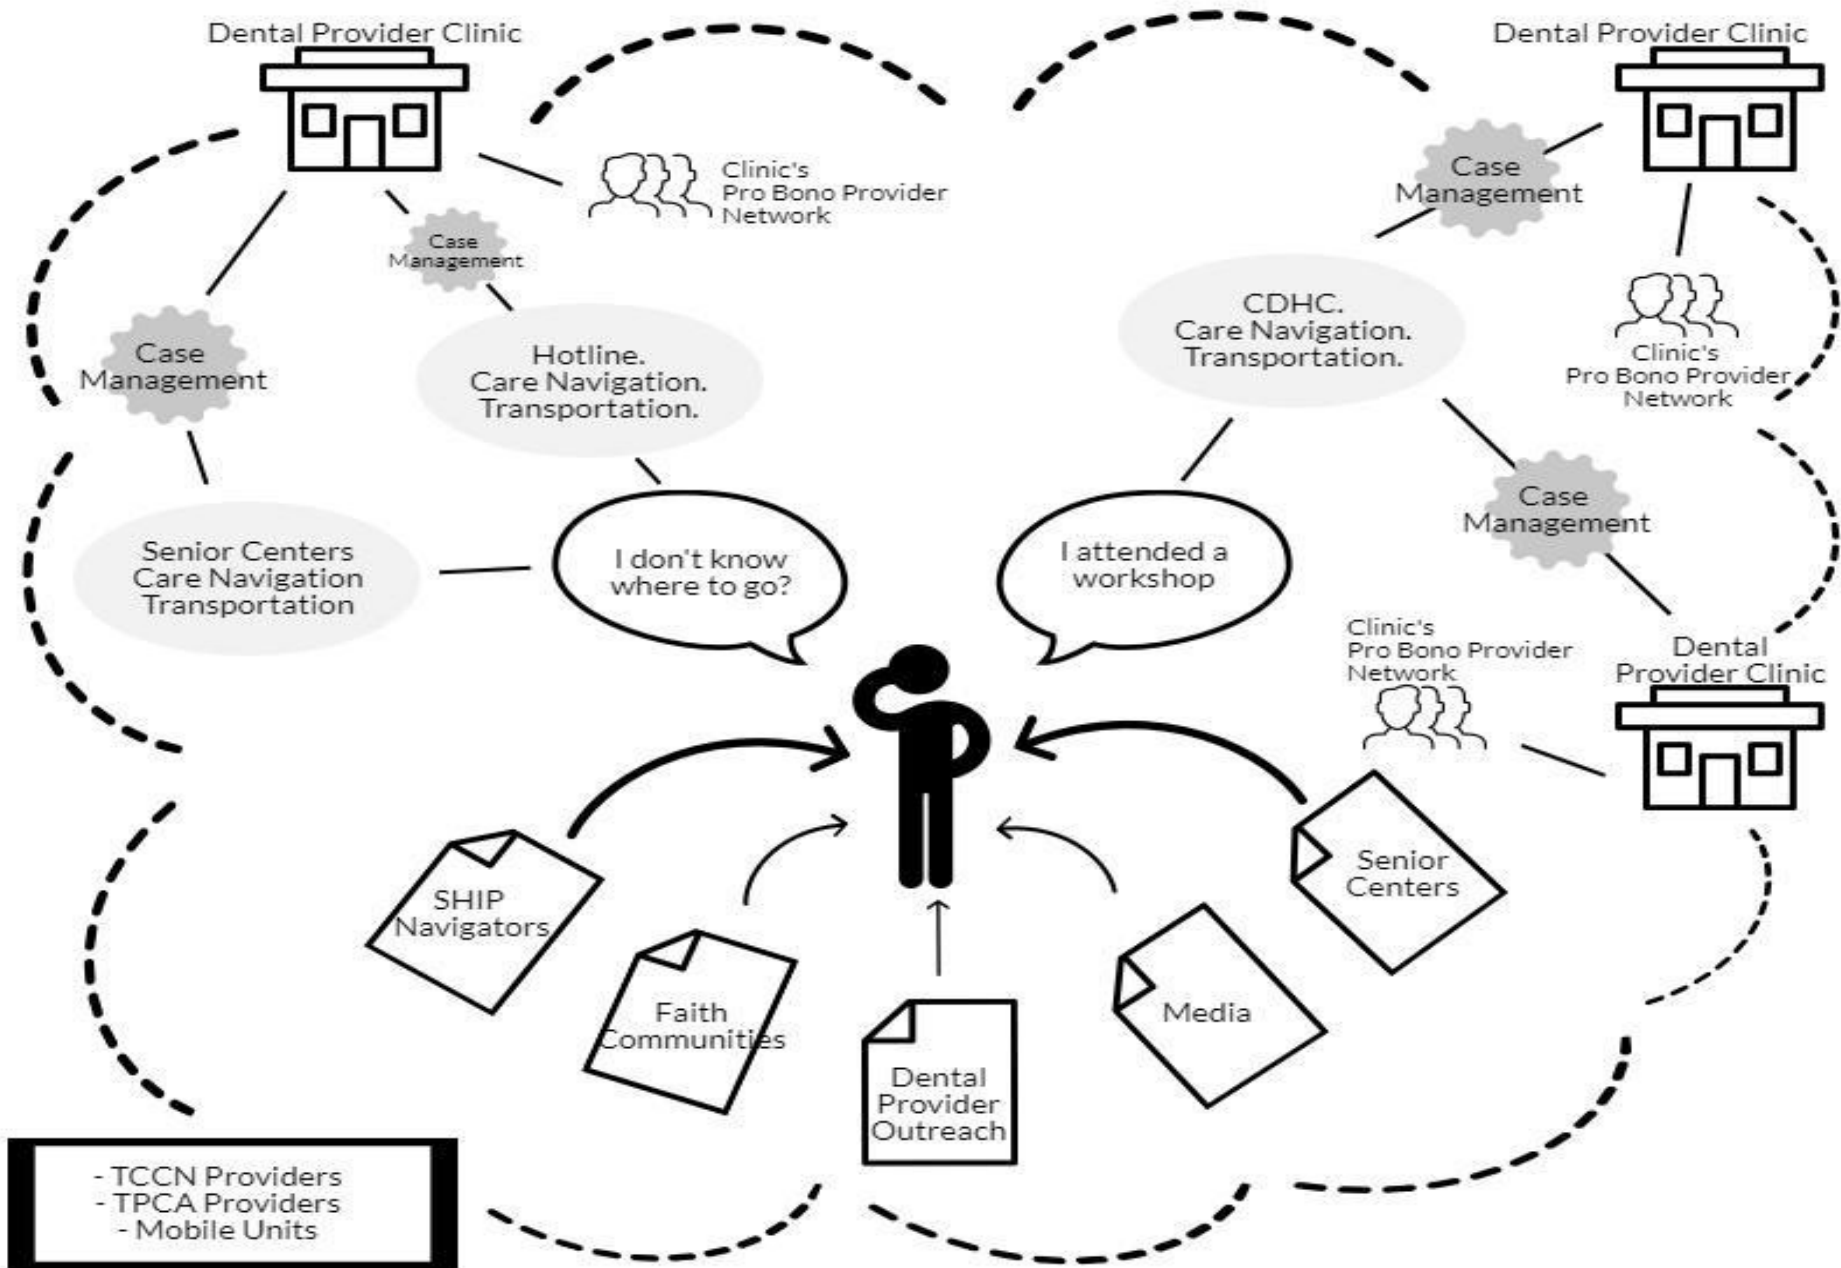 Dental Provider Clinic
Dental Provider Clinic
Clinic's
Pro Bono Provider
Network
Case
Management
Case
Management
Case
Management
Hotline.
Care Navigation.
Transportation.
CDHC.
Care Navigation.
Transportation.
Clinic's
Pro Bono Provider
Network
Senior Centers
Care Navigation
Transportation
I don't know
where to go?
I attended a
workshop
Case
Management
Clinic's
Pro Bono Provider
Network
Dental
Provider Clinic
SHIP
Navigators
Faith
Communities
Dental
Provider
Outreach
Media
Senior
Centers
- TCCN Providers
- TPCA Providers
- Mobile Units